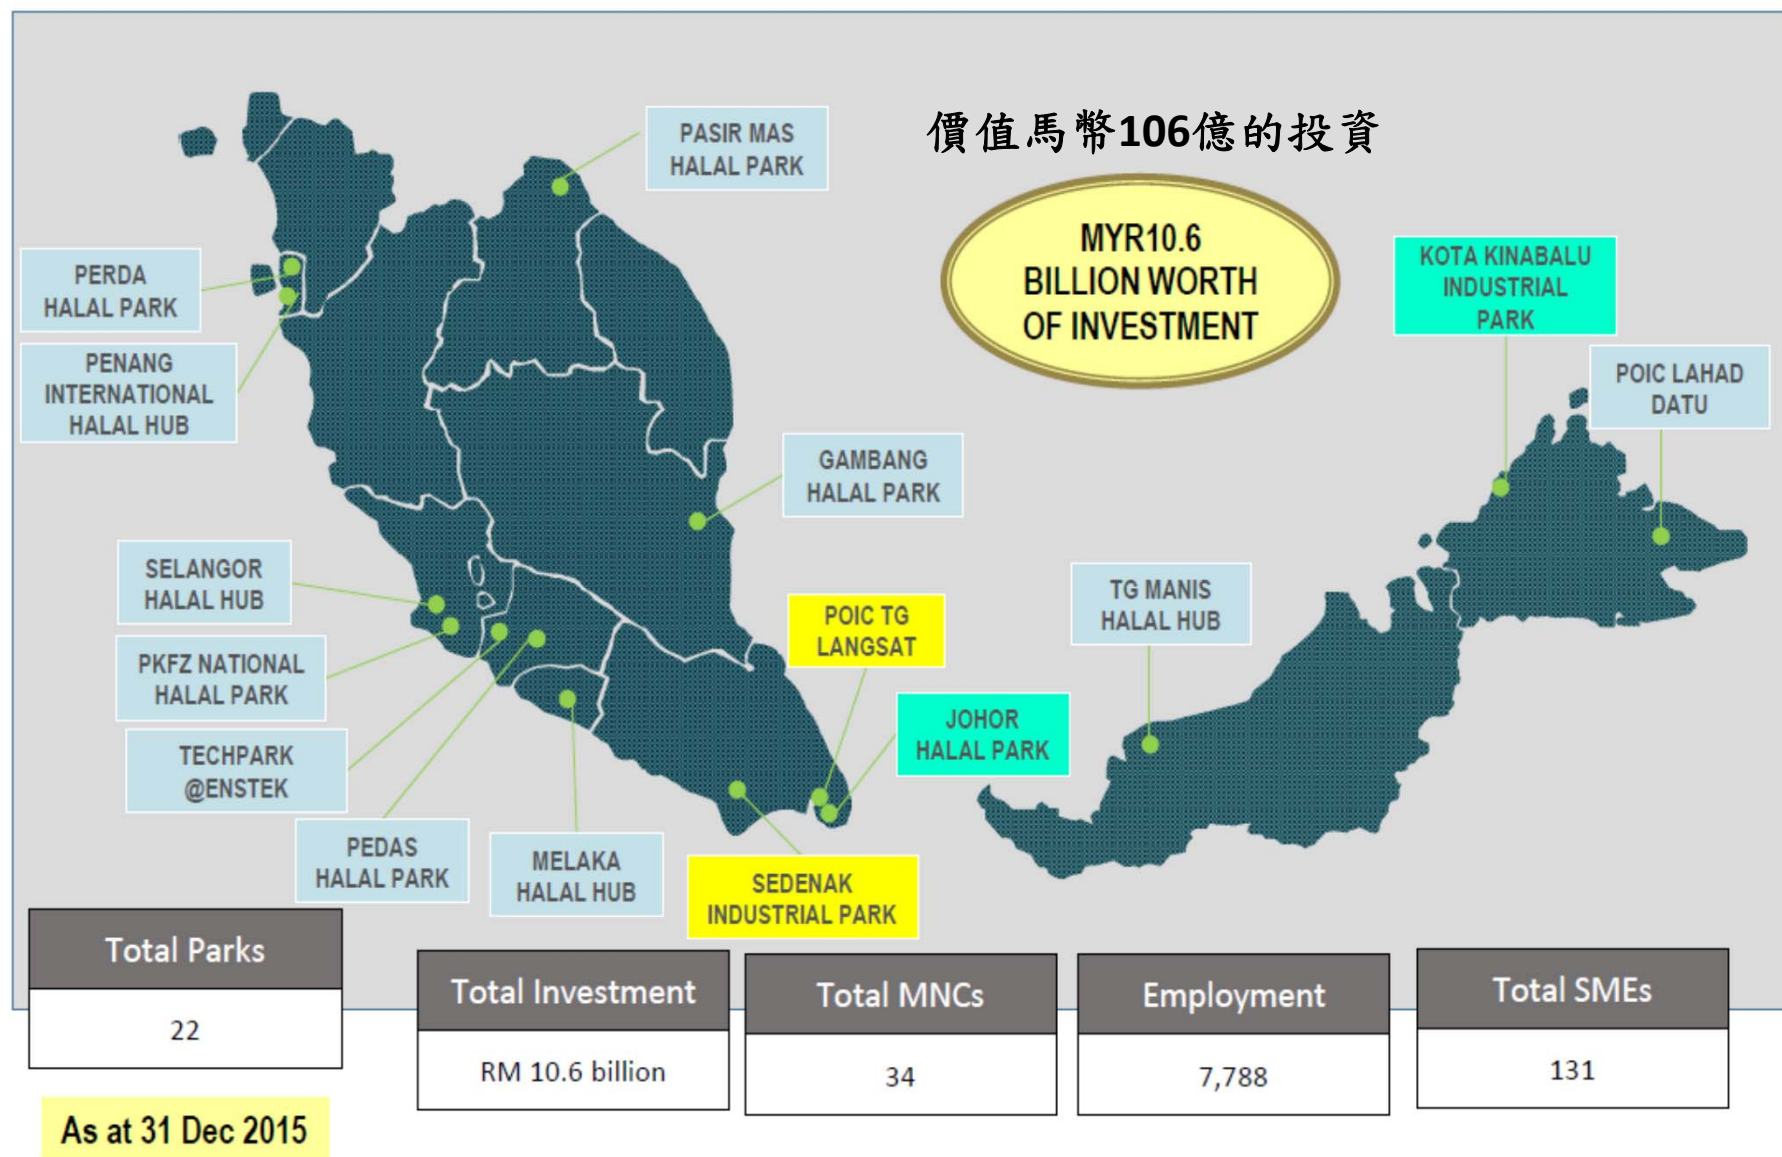 價值馬幣106億的投資
MYR10.6
BILLION WORTH
OF INVESTMENT
PASIR MAS
HALAL PARK
PERDA
HALAL PARK
PENANG
INTERNATIONAL
HALAL HUB
KOTA KINABALU
INDUSTRIAL
PARK
POIC LAHAD
DATU
GAMBANG
HALAL PARK
SELANGOR
HALAL HUB
PKFZ NATIONAL
HALAL PARK
TECHPARK
@ENSTEK
PEDAS
HALAL PARK
MELAKA
HALAL HUB
POIC TG
LANGSAT
JOHOR
HALAL PARK
SEDENAK
INDUSTRIAL PARK
TG MANIS
HALAL HUB
Total Parks
22
Total Investment
RM 10.6 billion
Total MNCs
34
Employment
7,788
Total SMEs
131
As at 31 Dec 2015